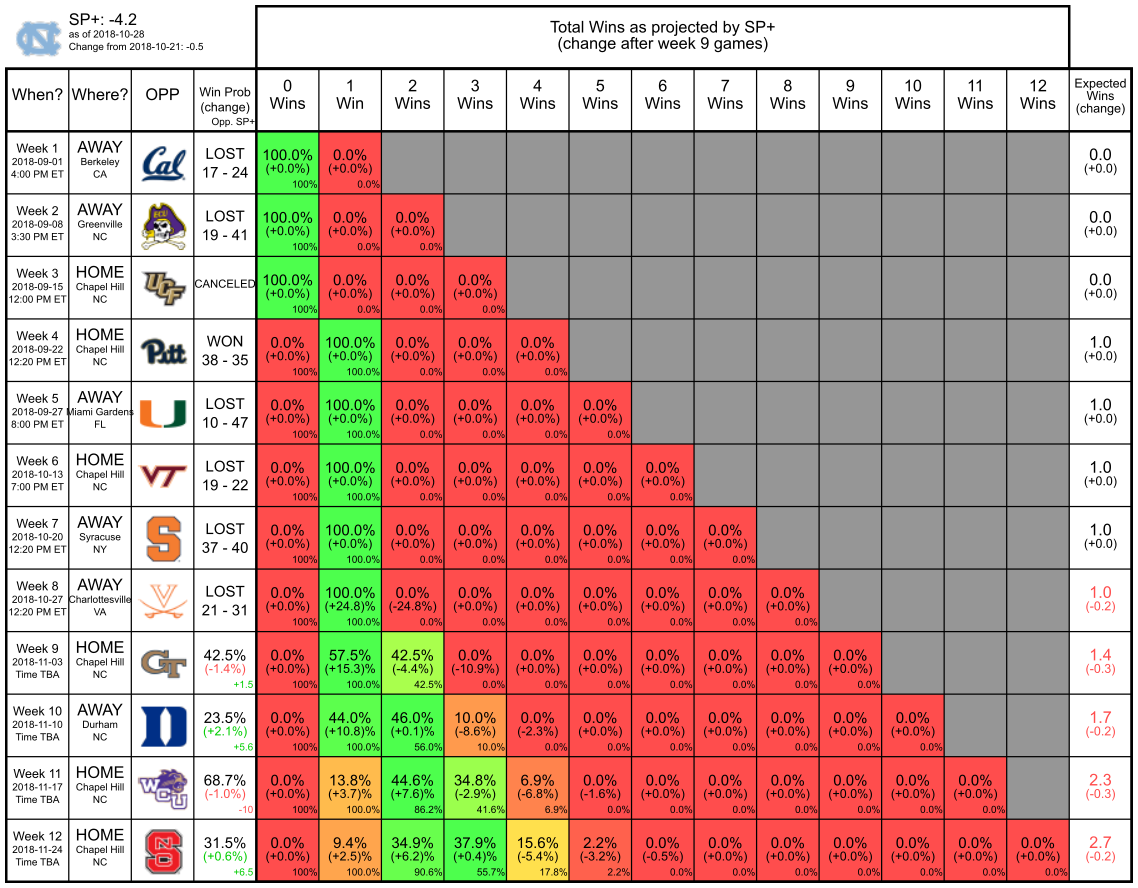 SP+: -4.2
as of 2018-10-28
Change from 2018-10-21: -0.5
Total Wins as projected by SP+
(change after week 9 games)
When? Where? OPP Win Prob (change) Opp. SP+ 0 Wins 1 Win 2 Wins 3 Wins 4 Wins 5 Wins 6 Wins 7 Wins 8 Wins 9 Wins 10 Wins 11 Wins 12 Wins Expected Wins (change)
Week 1 AWAY LOST 100.0% 0.0% 0.0
2018-09-01 Berkeley Cal (+0.0%) (+0.0%) (+0.0)
4:00 PM ET CA 17 - 24 100% 0.0%
Week 2 AWAY LOST 100.0% 0.0% 0.0% 0.0
2018-09-08 Greenville ECU (+0.0%) (+0.0%) (+0.0%) (+0.0)
3:30 PM ET NC 19 - 41 100% 0.0% 0.0%
Week 3 HOME CANCELED 100.0% 0.0% 0.0% 0.0% 0.0
2018-09-15 Chapel Hill UCF (+0.0%) (+0.0%) (+0.0%) (+0.0%) (+0.0)
12:00 PM ET NC 100% 0.0% 0.0% 0.0%
Week 4 HOME WON 0.0% 100.0% 0.0% 0.0% 0.0% 1.0
2018-09-22 Chapel Hill Pitt (+0.0%) (+0.0%) (+0.0%) (+0.0%) (+0.0%) (+0.0)
12:20 PM ET NC 38 - 35 100% 100.0% 0.0% 0.0% 0.0%
Week 5 AWAY LOST 0.0% 100.0% 0.0% 0.0% 0.0% 0.0% 1.0
2018-09-27 Miami Gardens U (+0.0%) (+0.0%) (+0.0%) (+0.0%) (+0.0%) (+0.0%) (+0.0)
8:00 PM ET FL 10 - 47 100% 100.0% 0.0% 0.0% 0.0% 0.0%
Week 6 HOME LOST 0.0% 100.0% 0.0% 0.0% 0.0% 0.0% 0.0% 1.0
2018-10-13 Chapel Hill VT (+0.0%) (+0.0%) (+0.0%) (+0.0%) (+0.0%) (+0.0%) (+0.0%) (+0.0)
7:00 PM ET NC 19 - 22 100% 100.0% 0.0% 0.0% 0.0% 0.0% 0.0%
Week 7 AWAY LOST 0.0% 100.0% 0.0% 0.0% 0.0% 0.0% 0.0% 0.0% 1.0
2018-10-20 Syracuse S (+0.0%) (+0.0%) (+0.0%) (+0.0%) (+0.0%) (+0.0%) (+0.0%) (+0.0%) (+0.0)
12:20 PM ET NY 37 - 40 100% 100.0% 0.0% 0.0% 0.0% 0.0% 0.0% 0.0%
Week 8 AWAY LOST 0.0% 100.0% 0.0% 0.0% 0.0% 0.0% 0.0% 0.0% 0.0% 1.0
2018-10-27 Charlottesville V (+0.0%) (+24.8)% (-24.8%) (+0.0%) (+0.0%) (+0.0%) (+0.0%) (+0.0%) (+0.0%) (-0.2)
12:20 PM ET VA 21 - 31 100% 100.0% 0.0% 0.0% 0.0% 0.0% 0.0% 0.0% 0.0%
Week 9 HOME 42.5% 0.0% 57.5% 42.5% 0.0% 0.0% 0.0% 0.0% 0.0% 0.0% 0.0% 1.4
2018-11-03 Chapel Hill GT (-1.4%) (+0.0%) (+15.3)% (-4.4%) (-10.9%) (+0.0%) (+0.0%) (+0.0%) (+0.0%) (+0.0%) (+0.0%) (-0.3)
Time TBA NC +1.5 100% 100.0% 42.5% 0.0% 0.0% 0.0% 0.0% 0.0% 0.0% 0.0%
Week 10 AWAY 23.5% 0.0% 44.0% 46.0% 10.0% 0.0% 0.0% 0.0% 0.0% 0.0% 0.0% 0.0% 1.7
2018-11-10 Durham D (+2.1%) (+0.0%) (+10.8)% (+0.1)% (-8.6%) (-2.3%) (+0.0%) (+0.0%) (+0.0%) (+0.0%) (+0.0%) (+0.0%) (-0.2)
Time TBA NC +5.6 100% 100.0% 56.0% 10.0% 0.0% 0.0% 0.0% 0.0% 0.0% 0.0% 0.0%
Week 11 HOME 68.7% 0.0% 13.8% 44.6% 34.8% 6.9% 0.0% 0.0% 0.0% 0.0% 0.0% 0.0% 0.0% 2.3
2018-11-17 Chapel Hill WCU (-1.0%) (+0.0%) (+3.7)% (+7.6)% (-2.9%) (-6.8%) (-1.6%) (+0.0%) (+0.0%) (+0.0%) (+0.0%) (+0.0%) (+0.0%) (-0.3)
Time TBA NC -10 100% 100.0% 86.2% 41.6% 6.9% 0.0% 0.0% 0.0% 0.0% 0.0% 0.0% 0.0%
Week 12 HOME 31.5% 0.0% 9.4% 34.9% 37.9% 15.6% 2.2% 0.0% 0.0% 0.0% 0.0% 0.0% 0.0% 0.0% 2.7
2018-11-24 Chapel Hill NCS (+0.6%) (+0.0%) (+2.5)% (+6.2)% (+0.4)% (-5.4%) (-3.2%) (-0.5%) (+0.0%) (+0.0%) (+0.0%) (+0.0%) (+0.0%) (+0.0%) (-0.2)
Time TBA NC +6.5 100% 100.0% 90.6% 55.7% 17.8% 2.2% 0.0% 0.0% 0.0% 0.0% 0.0% 0.0% 0.0%